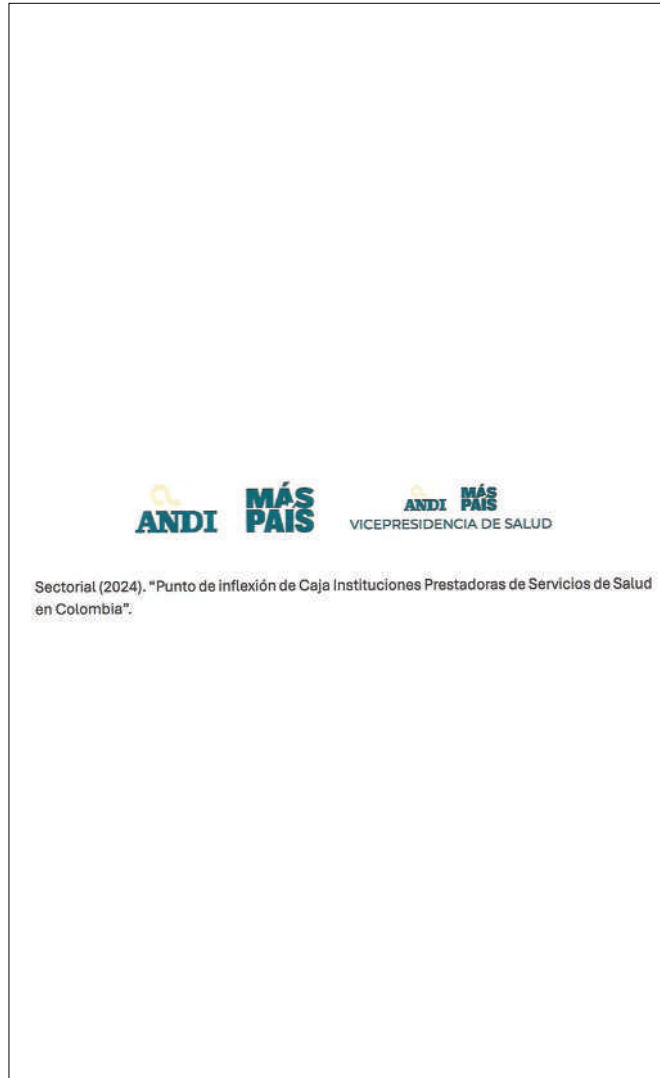 ANDI MÁS PAÍS ANDI MÁS PAÍS
VICEPRESIDENCIA DE SALUD
Sectorial (2024). "Punto de inflexión de Caja Instituciones Prestadoras de Servicios de Salud
en Colombia".